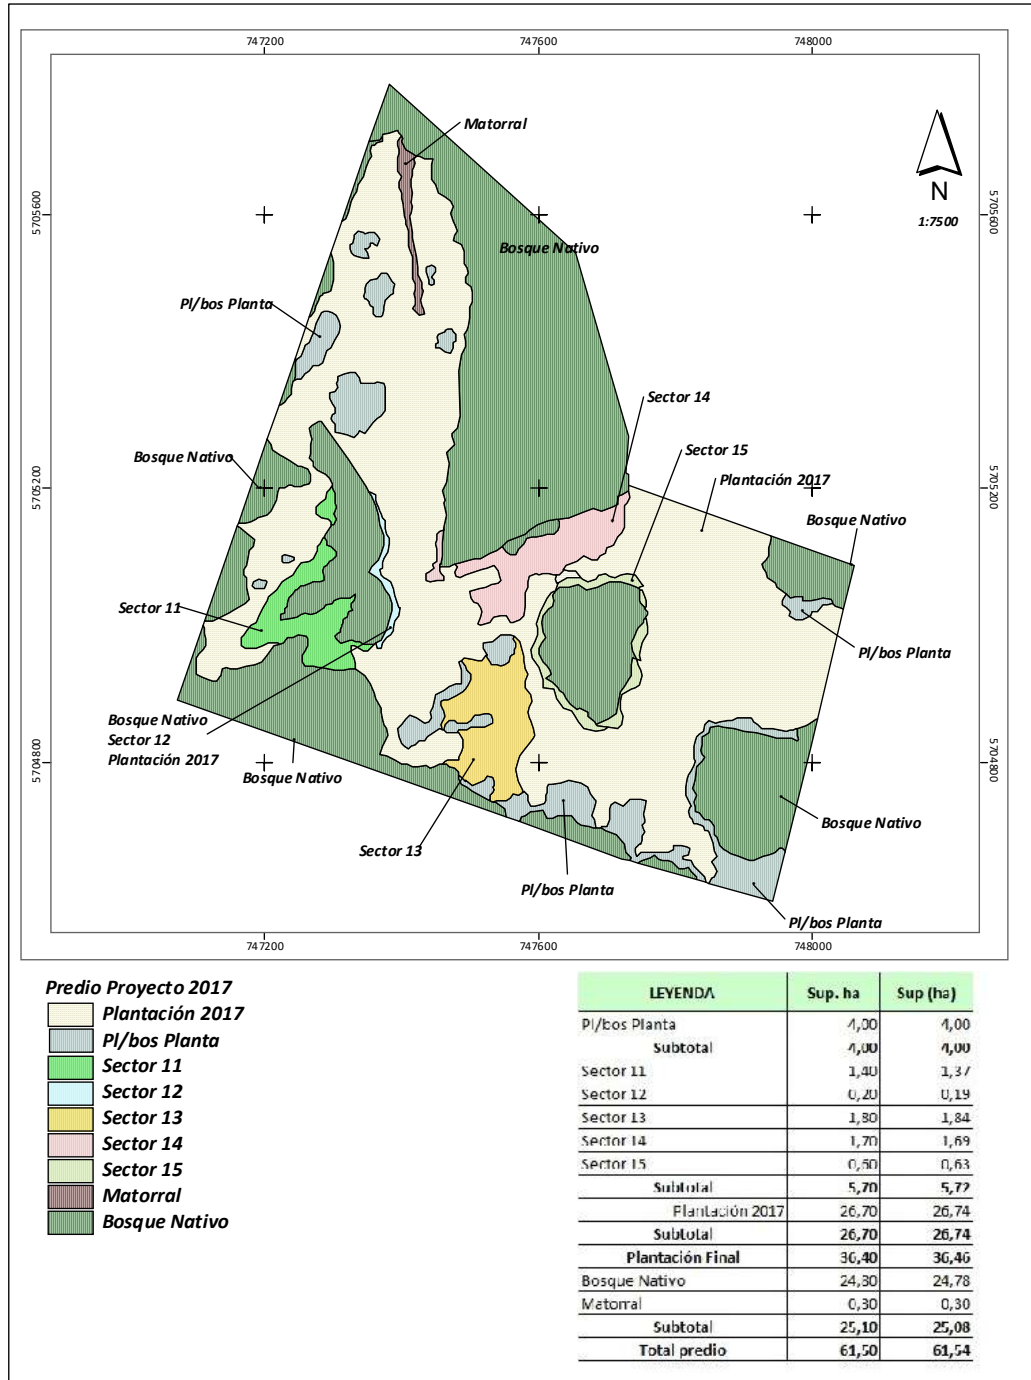 747200 747600 748000
Matorral
N
1:7500
5705600 5705600
Bosque Nativo
Pl/bos Planta
Sector 14
Bosque Nativo
Sector 15
Plantación 2017
5705200 5705200
Bosque Nativo
Sector 11
Pl/bos Planta
Bosque Nativo
Sector 12
Plantación 2017
Bosque Nativo
5704800 5704800
Bosque Nativo
Sector 13
Pl/bos Planta
Pl/bos Planta
747200 747600 748000
Predio Proyecto 2017
Plantación 2017
Pl/bos Planta
Sector 11
Sector 12
Sector 13
Sector 14
Sector 15
Matorral
Bosque Nativo
LEYENDA Sup. ha Sup (ha)
Pl/bos Planta 4,00 4,00
Subtotal 4,00 4,00
Sector 11 1,40 1,37
Sector 12 0,20 0,19
Sector 13 1,80 1,84
Sector 14 1,70 1,69
Sector 15 0,60 0,63
Subtotal 5,70 5,72
Plantación 2017 26,70 26,74
Subtotal 26,70 26,74
Plantación Final 36,40 36,46
Bosque Nativo 24,80 24,78
Matorral 0,30 0,30
Subtotal 25,10 25,08
Total predio 61,50 61,54